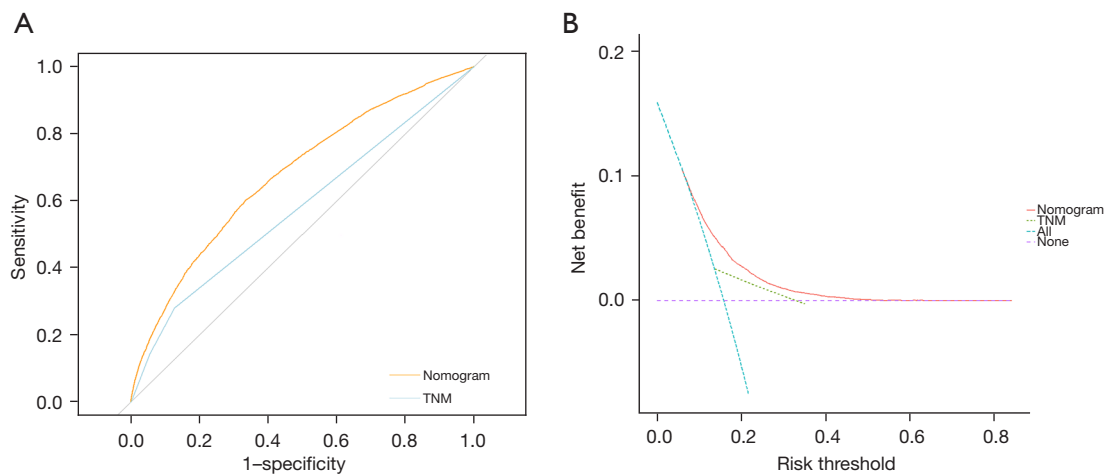 A
Sensitivity
1.0
0.8
0.6
0.4
0.2
0.0
0.0 0.2 0.4 0.6 0.8 1.0
1–specificity
Nomogram
TNM
B
Net benefit
0.2
0.1
0.0
0.0 0.2 0.4 0.6 0.8
Risk threshold
Nomogram
TNM
All
None